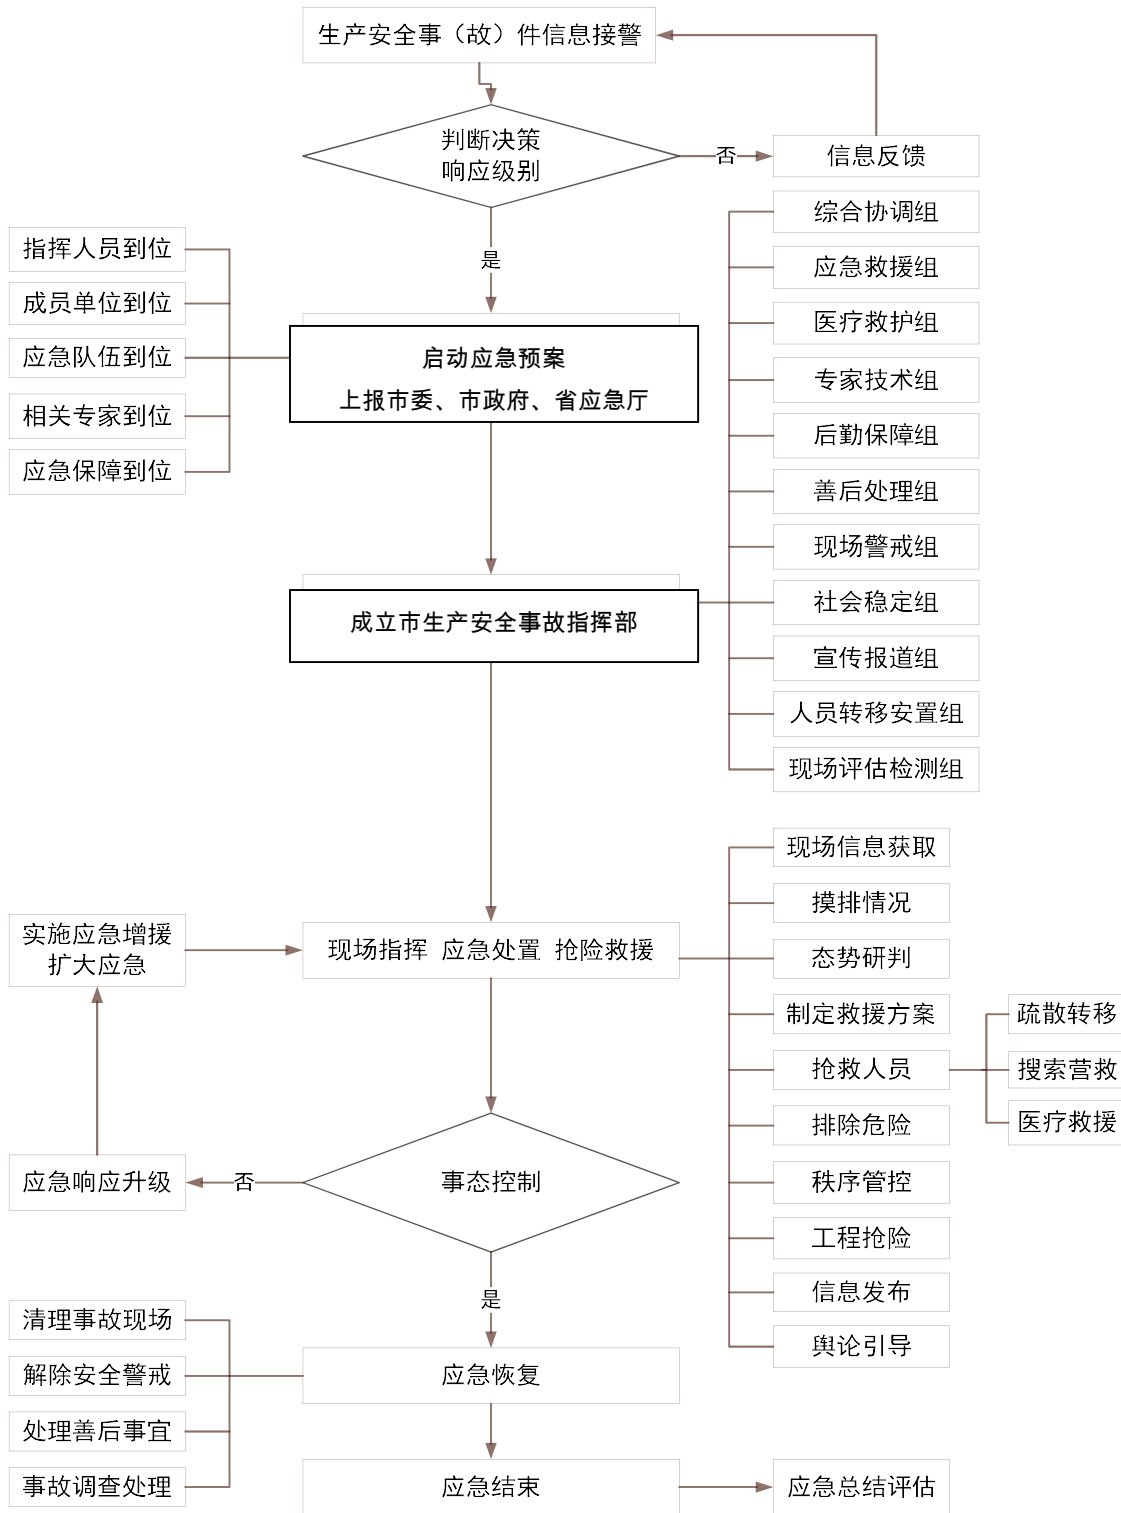 生产安全事（故）件信息接警
判断决策
响应级别
否
信息反馈
是
综合协调组
应急救援组
医疗救护组
专家技术组
后勤保障组
善后处理组
现场警戒组
社会稳定组
宣传报道组
人员转移安置组
现场评估检测组
指挥人员到位
成员单位到位
应急队伍到位
相关专家到位
应急保障到位
启动应急预案
上报市委、市政府、省应急厅
成立市生产安全事故指挥部
现场信息获取
摸排情况
态势研判
制定救援方案
抢救人员
排除危险
秩序管控
工程抢险
信息发布
舆论引导
疏散转移
搜索营救
医疗救援
实施应急增援
扩大应急
现场指挥 应急处置 抢险救援
应急响应升级
否
事态控制
是
清理事故现场
解除安全警戒
处理善后事宜
事故调查处理
应急恢复
应急结束
应急总结评估